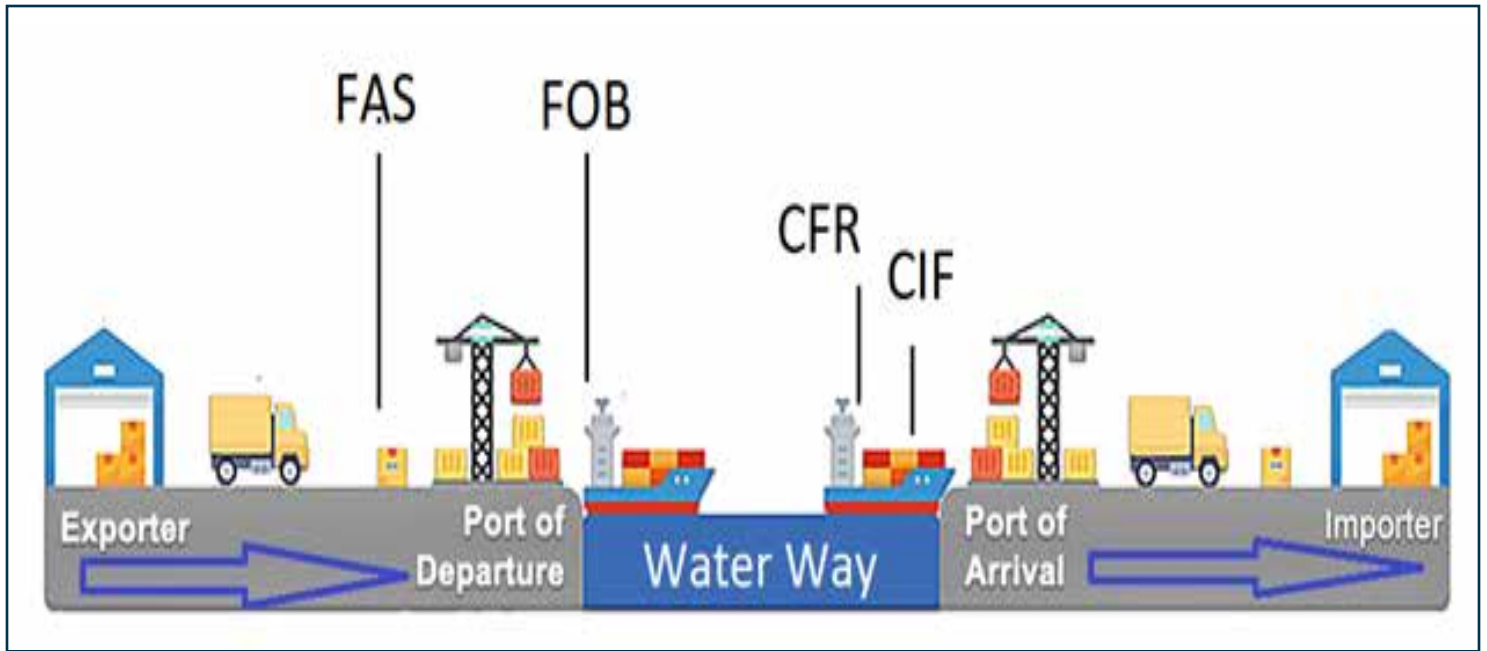 FAS
FOB
CFR
CIF
Exporter
Port of
Departure
Water Way
Port of
Arrival
Importer